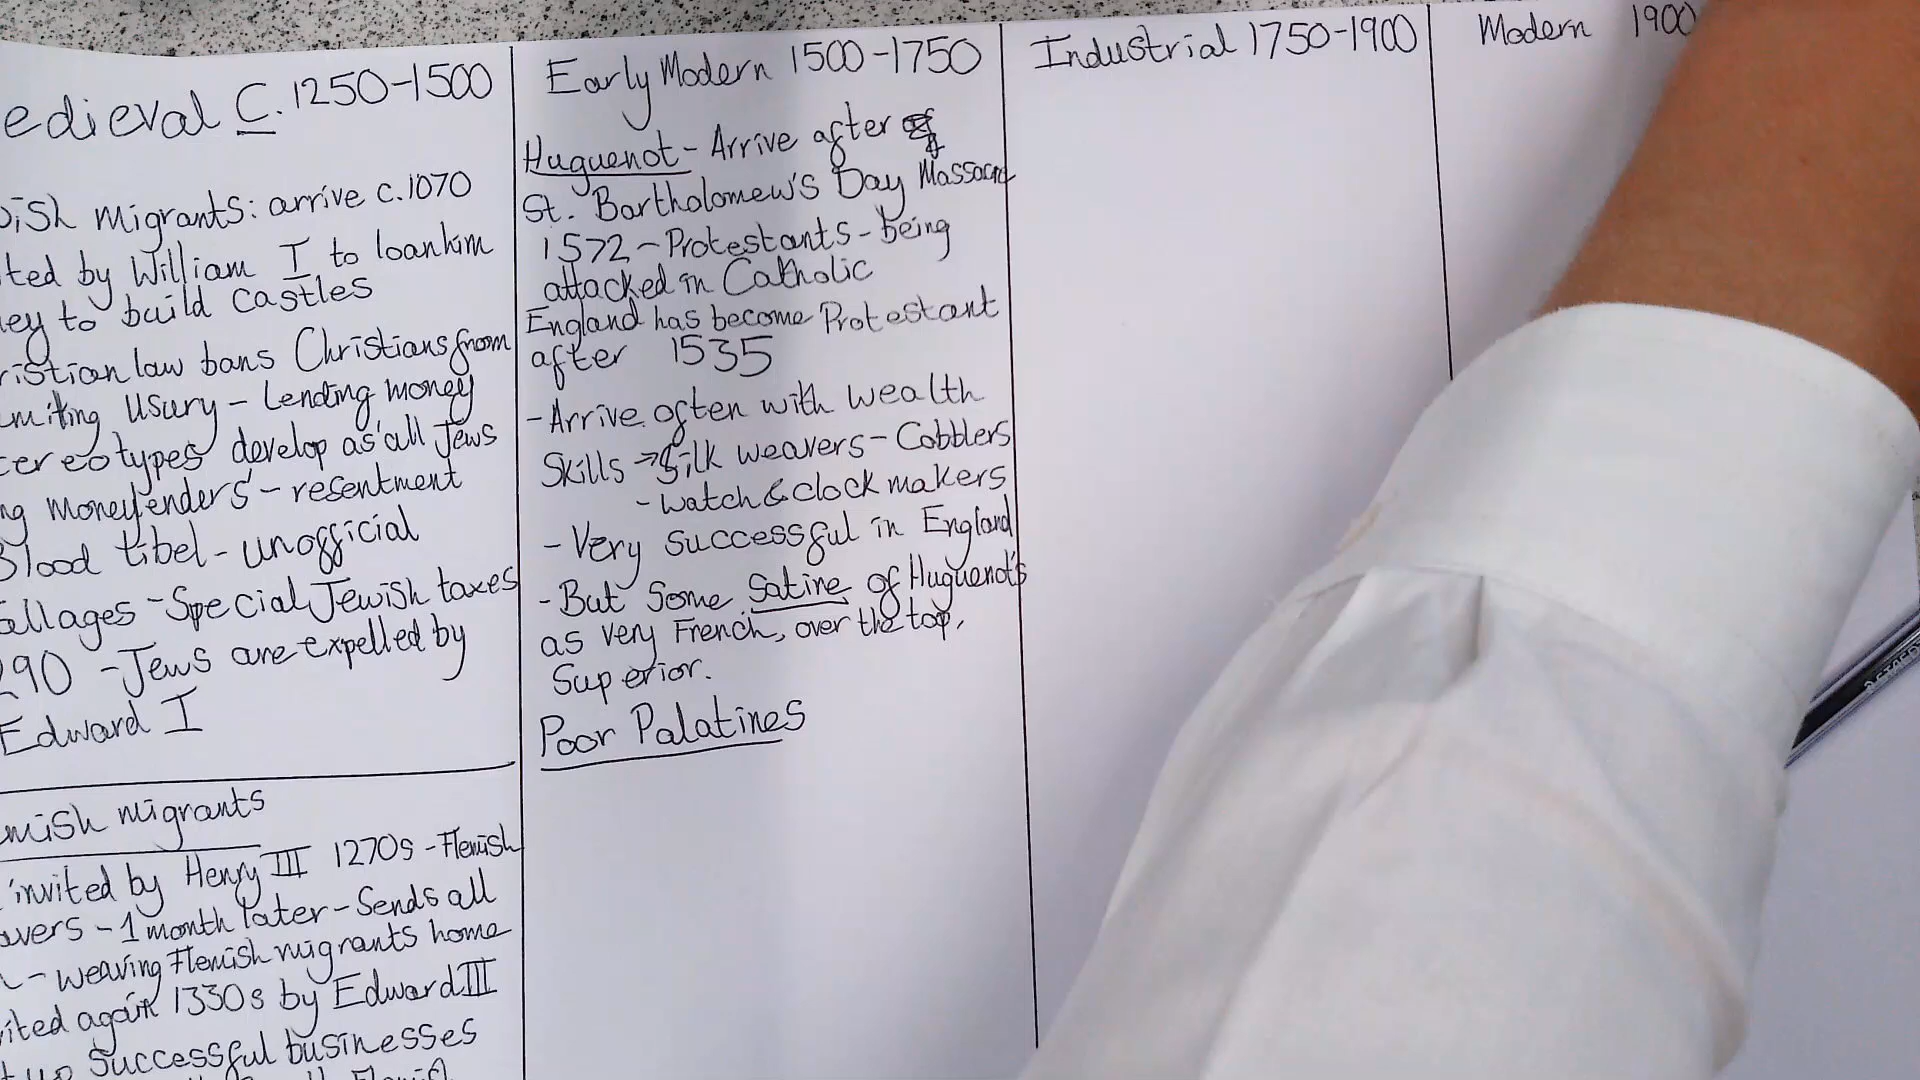 edieval C. 1250-1500
ish migrants: arrive c.1070
ted by William I to loan him
ey to build castles
ristian law bans Christians from
mitting Usury - Lending money
tereotypes develop as 'all Jews
ng moneylenders' - resentment
Blood libel - unofficial
allages - Special Jewish taxes
290 - Jews are expelled by
Edward I
mish migrants
invited by Henry III 1270s - Flemish
avers - 1 month later - Sends all
- weaving Flemish migrants home
ited again 1330s by Edward III
up Successful businesses
Early Modern 1500-1750
Huguenot - Arrive after
St. Bartholomew's Day Massacre
1572 - Protestants - being
attacked in Catholic
England has become Protestant
after 1535
- Arrive often with wealth
Skills → Silk weavers - Cobblers
- watch & clock makers
- Very successful in England
- But Some Satire of Huguenot's
as very French, over the top,
Superior.
Poor Palatines
Industrial 1750-1900
Modern 1900